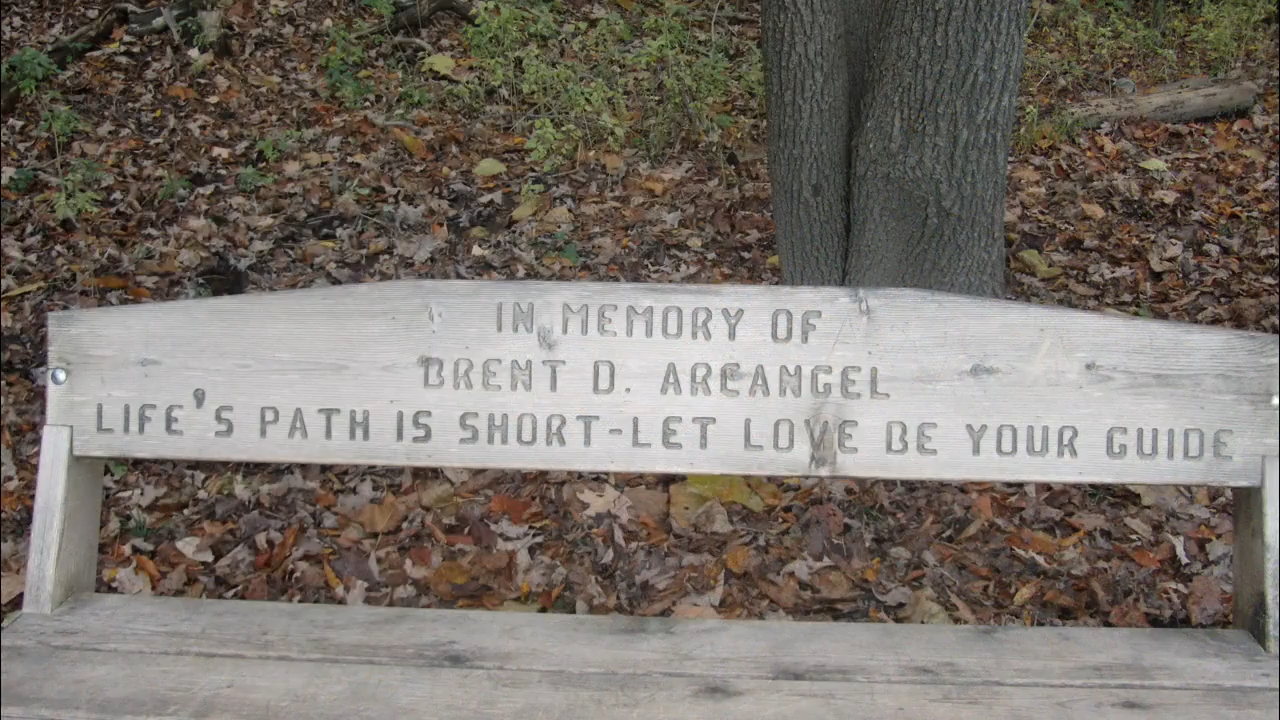 IN MEMORY OF
BRENT D. ARCANGEL
LIFE'S PATH IS SHORT-LET LOVE BE YOUR GUIDE